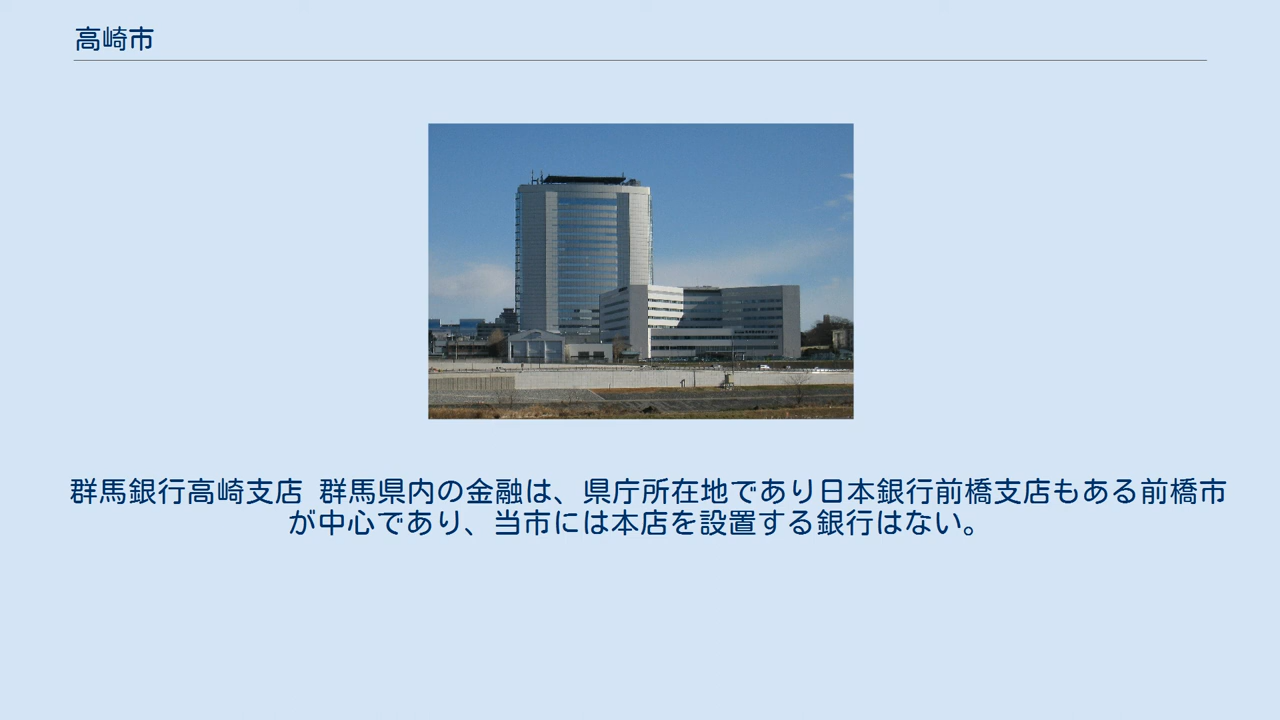 高崎市
群馬銀行高崎支店 群馬県内の金融は、県庁所在地であり日本銀行前橋支店もある前橋市
が中心であり、当市には本店を設置する銀行はない。